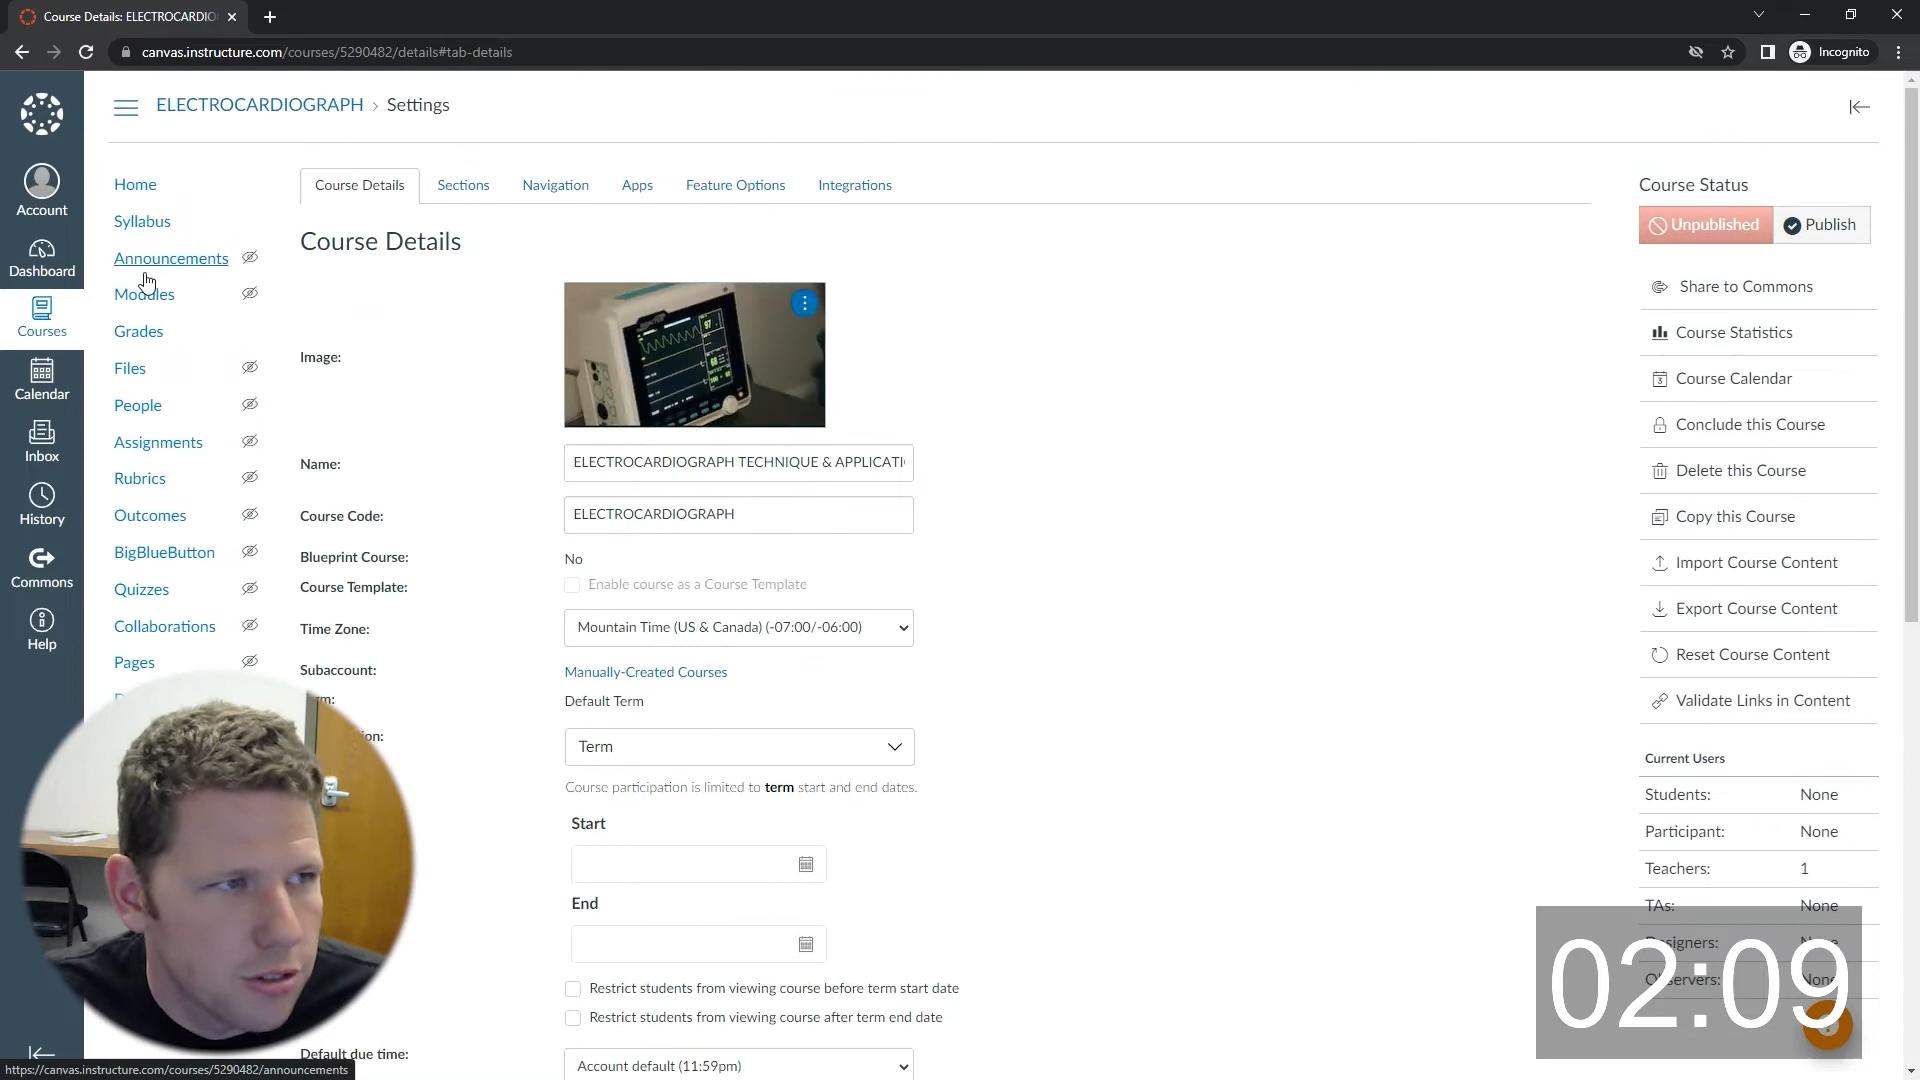 Course Details: ELECTROCARDIO
canvas.instructure.com/courses/5290482/details#tab-details
Incognito
ELECTROCARDIOGRAPH › Settings
Account
Dashboard
Courses
Calendar
Inbox
History
Commons
Help
Home
Syllabus
Announcements
Modules
Grades
Files
People
Assignments
Rubrics
Outcomes
BigBlueButton
Quizzes
Collaborations
Pages
Course Details
Sections
Navigation
Apps
Feature Options
Integrations
Course Details
Image:
97
Name:
ELECTROCARDIOGRAPH TECHNIQUE & APPLICATI
Course Code:
ELECTROCARDIOGRAPH
Blueprint Course:
No
Course Template:
Enable course as a Course Template
Time Zone:
Mountain Time (US & Canada) (-07:00/-06:00)
Subaccount:
Manually-Created Courses
Default Term
Term
Course participation is limited to term start and end dates.
Start
End
Restrict students from viewing course before term start date
Restrict students from viewing course after term end date
Default due time:
Account default (11:59pm)
Course Status
Unpublished
Publish
Share to Commons
Course Statistics
Course Calendar
Conclude this Course
Delete this Course
Copy this Course
Import Course Content
Export Course Content
Reset Course Content
Validate Links in Content
Current Users
Students: None
Participant: None
Teachers: 1
TAs: None
Observers:
02:09
https://canvas.instructure.com/courses/5290482/announcements